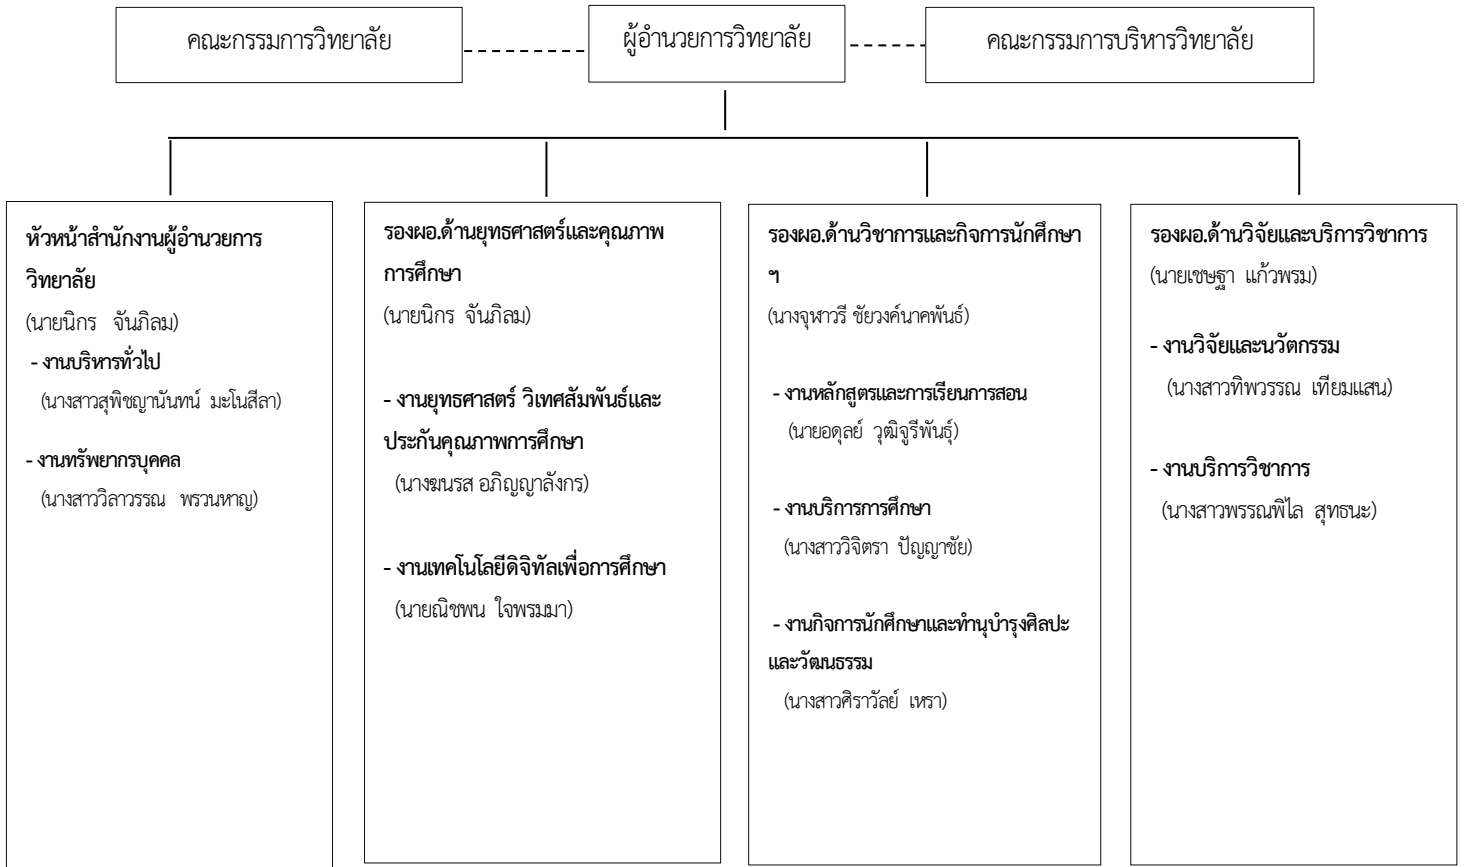 คณะกรรมการวิทยาลัย
ผู้อำนวยการวิทยาลัย
คณะกรรมการบริหารวิทยาลัย
หัวหน้าสำนักงานผู้อำนวยการ
วิทยาลัย
(นายนิกร จันภิลม)
- งานบริหารทั่วไป
(นางสาวสุพิชญานันทน์ มะโนสีลา)
- งานทรัพยากรบุคคล
(นางสาววิลาวรรณ พรวนหาญ)
รองผอ.ด้านยุทธศาสตร์และคุณภาพ
การศึกษา
(นายนิกร จันภิลม)
- งานยุทธศาสตร์ วิเทศสัมพันธ์และ
ประกันคุณภาพการศึกษา
(นางฆนรส อภิญญาลังกร)
- งานเทคโนโลยีดิจิทัลเพื่อการศึกษา
(นายณิชพน ใจพรมมา)
รองผอ.ด้านวิชาการและกิจการนักศึกษา
ฯ
(นางจุฬาวรี ชัยวงค์นาคพันธ์)
- งานหลักสูตรและการเรียนการสอน
(นายอดุลย์ วุฒิจูรีพันธุ์)
- งานบริการการศึกษา
(นางสาววิจิตรา ปัญญาชัย)
- งานกิจการนักศึกษาและทำนุบำรุงศิลปะ
และวัฒนธรรม
(นางสาวศิราวัลย์ เหรา)
รองผอ.ด้านวิจัยและบริการวิชาการ
(นายเชษฐา แก้วพรม)
- งานวิจัยและนวัตกรรม
(นางสาวทิพวรรณ เทียมแสน)
- งานบริการวิชาการ
(นางสาวพรรณพิไล สุทธนะ)